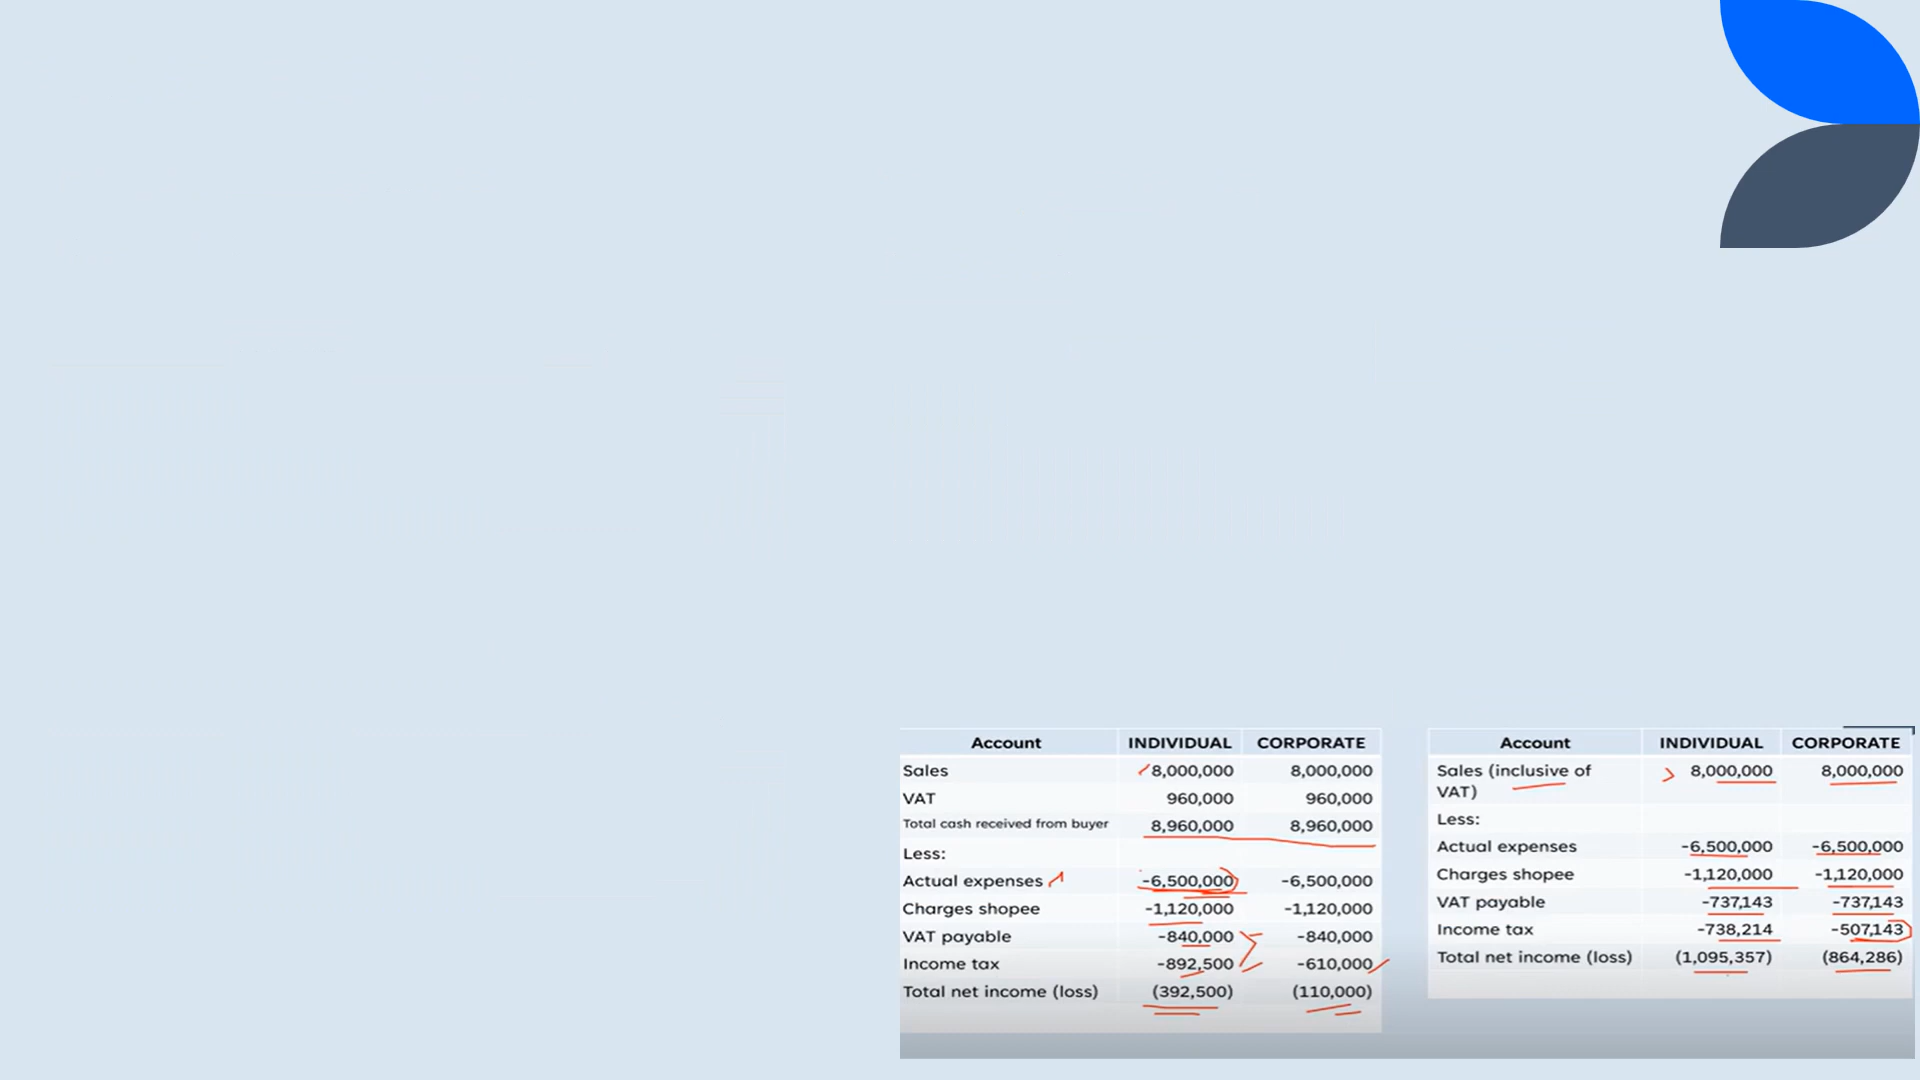 Account INDIVIDUAL CORPORATE
Sales 8,000,000 8,000,000
VAT 960,000 960,000
Total cash received from buyer 8,960,000 8,960,000
Less:
Actual expenses -6,500,000 -6,500,000
Charges shopee -1,120,000 -1,120,000
VAT payable -840,000 -840,000
Income tax -892,500 -610,000
Total net income (loss) (392,500) (110,000)
Account INDIVIDUAL CORPORATE
Sales (inclusive of 8,000,000 8,000,000
VAT)
Less:
Actual expenses -6,500,000 -6,500,000
Charges shopee -1,120,000 -1,120,000
VAT payable -737,143 -737,143
Income tax -738,214 -507,143
Total net income (loss) (1,095,357) (864,286)